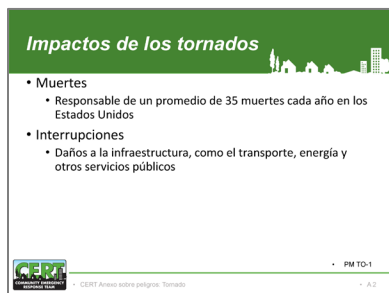 Impactos de los tornados
• Muertes
• Responsable de un promedio de 35 muertes cada año en los
Estados Unidos
• Interrupciones
• Daños a la infraestructura, como el transporte, energía y
otros servicios públicos
• PM TO-1
CERT
COMMUNITY EMERGENCY
RESPONSE TEAM
• CERT Anexo sobre peligros: Tornado
• A.2